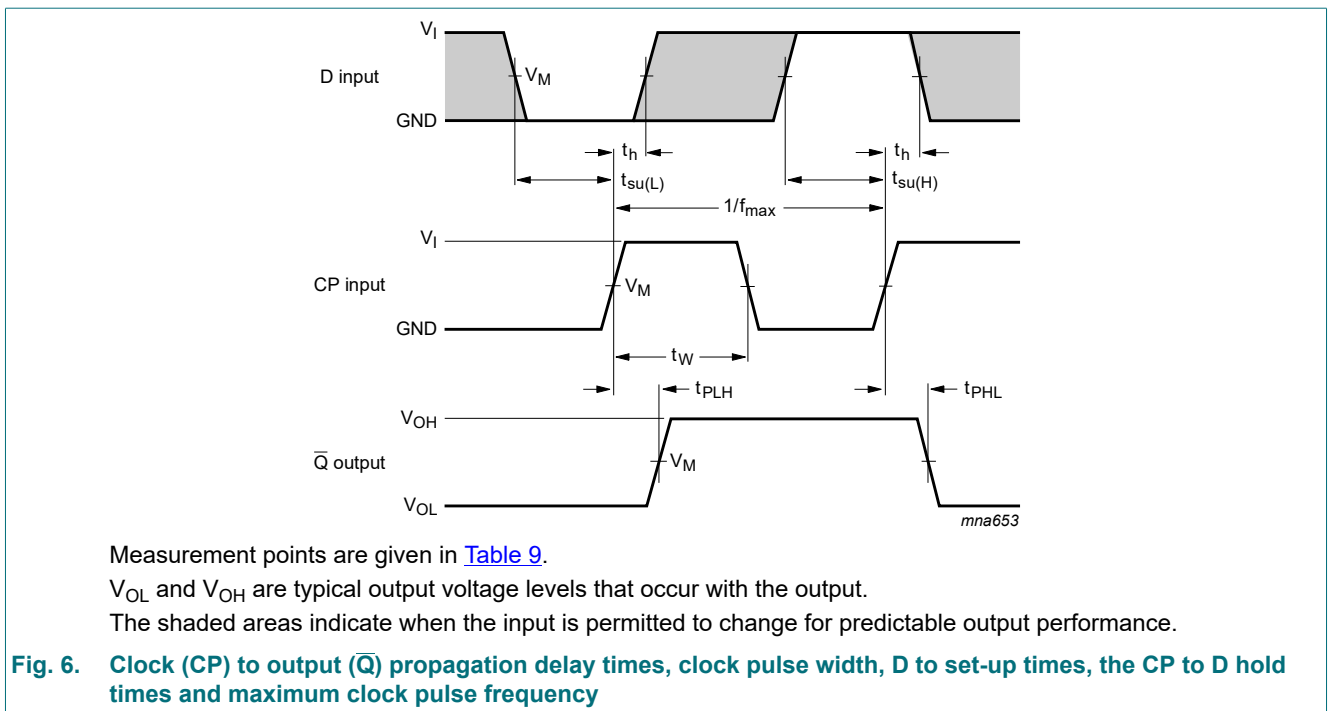 V_I
D input
V_M
GND
t_h
t_h
t_su(L)
t_su(H)
1/f_max
V_I
CP input
V_M
GND
t_W
t_PLH
t_PHL
V_OH
Q̅ output
V_M
V_OL
mna653
Measurement points are given in Table 9.
V_OL and V_OH are typical output voltage levels that occur with the output.
The shaded areas indicate when the input is permitted to change for predictable output performance.
Fig. 6. Clock (CP) to output (Q̅) propagation delay times, clock pulse width, D to set-up times, the CP to D hold
times and maximum clock pulse frequency